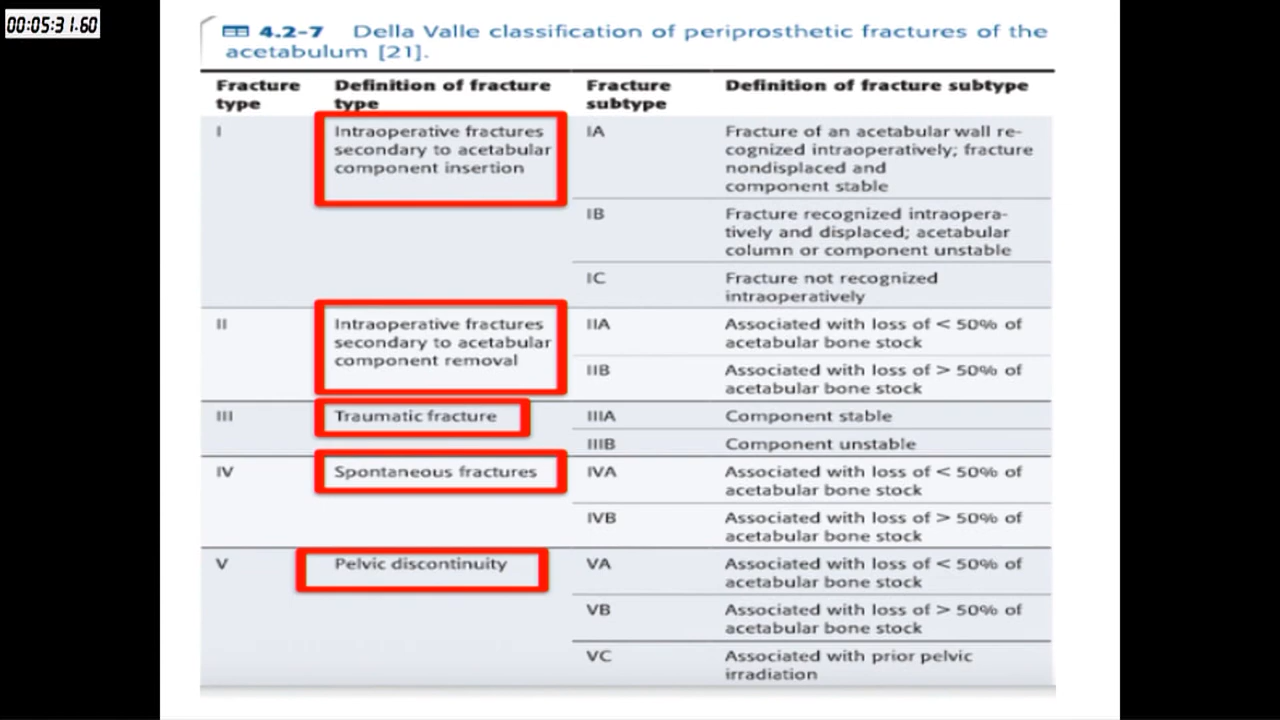 00:05:31.60
4.2-7 Della Valle classification of periprosthetic fractures of the
acetabulum [21].
Fracture type
Definition of fracture type
Fracture subtype
Definition of fracture subtype
I
Intraoperative fractures
secondary to acetabular
component insertion
IA
Fracture of an acetabular wall re-
cognized intraoperatively; fracture
nondisplaced and
component stable
IB
Fracture recognized intraopera-
tively and displaced; acetabular
column or component unstable
IC
Fracture not recognized
intraoperatively
II
Intraoperative fractures
secondary to acetabular
component removal
IIA
Associated with loss of < 50% of
acetabular bone stock
IIB
Associated with loss of > 50% of
acetabular bone stock
III
Traumatic fracture
IIIA
Component stable
IIIB
Component unstable
IV
Spontaneous fractures
IVA
Associated with loss of < 50% of
acetabular bone stock
IVB
Associated with loss of > 50% of
acetabular bone stock
V
Pelvic discontinuity
VA
Associated with loss of < 50% of
acetabular bone stock
VB
Associated with loss of > 50% of
acetabular bone stock
VC
Associated with prior pelvic
irradiation